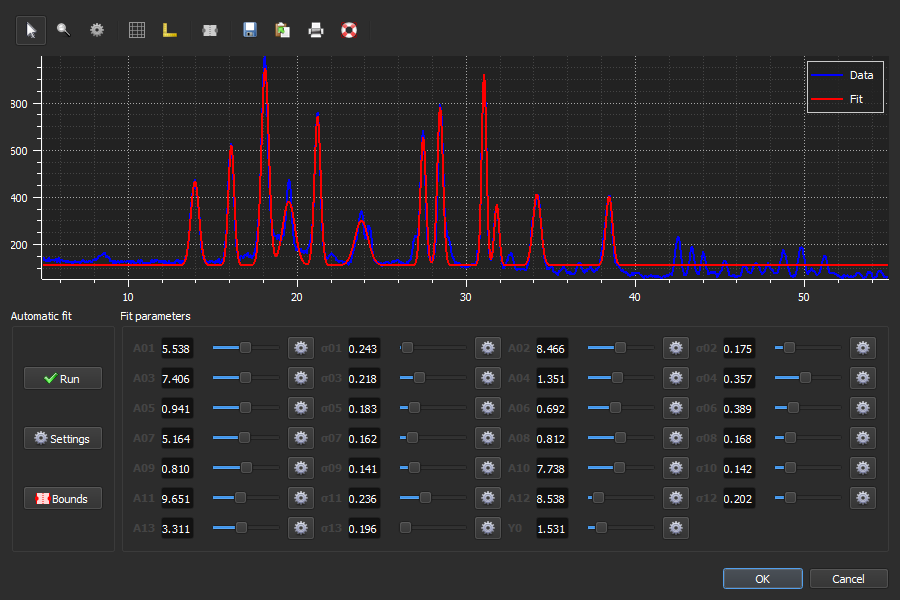 Data
Fit
800
600
400
200
10 20 30 40 50
Automatic fit
Fit parameters
Run
Settings
Bounds
A01 5.538 σ01 0.243 A02 8.466 σ02 0.175
A03 7.406 σ03 0.218 A04 1.351 σ04 0.357
A05 0.941 σ05 0.183 A06 0.692 σ06 0.389
A07 5.164 σ07 0.162 A08 0.812 σ08 0.168
A09 0.810 σ09 0.141 A10 7.738 σ10 0.142
A11 9.651 σ11 0.236 A12 8.538 σ12 0.202
A13 3.311 σ13 0.196 Y0 1.531
OK
Cancel